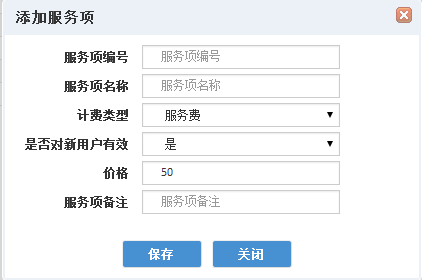 添加服务项
服务项编号 服务项编号
服务项名称 服务项名称
计费类型 服务费
是否对新用户有效 是
价格 50
服务项备注 服务项备注
保存 关闭